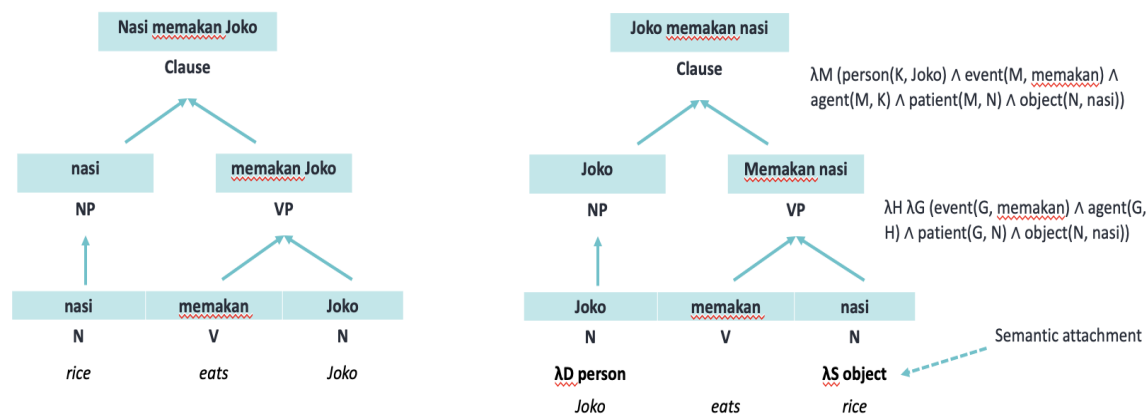 Nasi memakan Joko
Clause
nasi
memakan Joko
NP
VP
nasi
memakan
Joko
N
V
N
rice
eats
Joko
Joko memakan nasi
Clause
λM (person(K, Joko) Λ event(M, memakan) Λ
agent(M, K) Λ patient(M, N) Λ object(N, nasi))
Joko
Memakan nasi
NP
VP
λH λG (event(G, memakan) Λ agent(G,
H) Λ patient(G, N) Λ object(N, nasi))
Joko
memakan
nasi
N
V
N
Semantic attachment
λD person
λS object
Joko
eats
rice